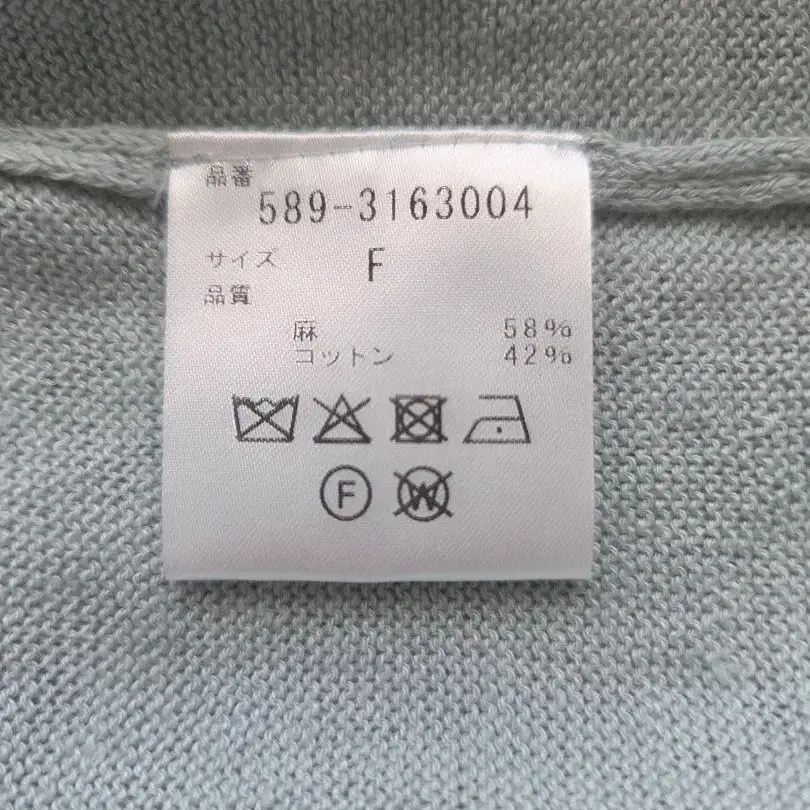 品番
589-3163004
サイズ F
品質
麻 58%
コットン 42%
F W